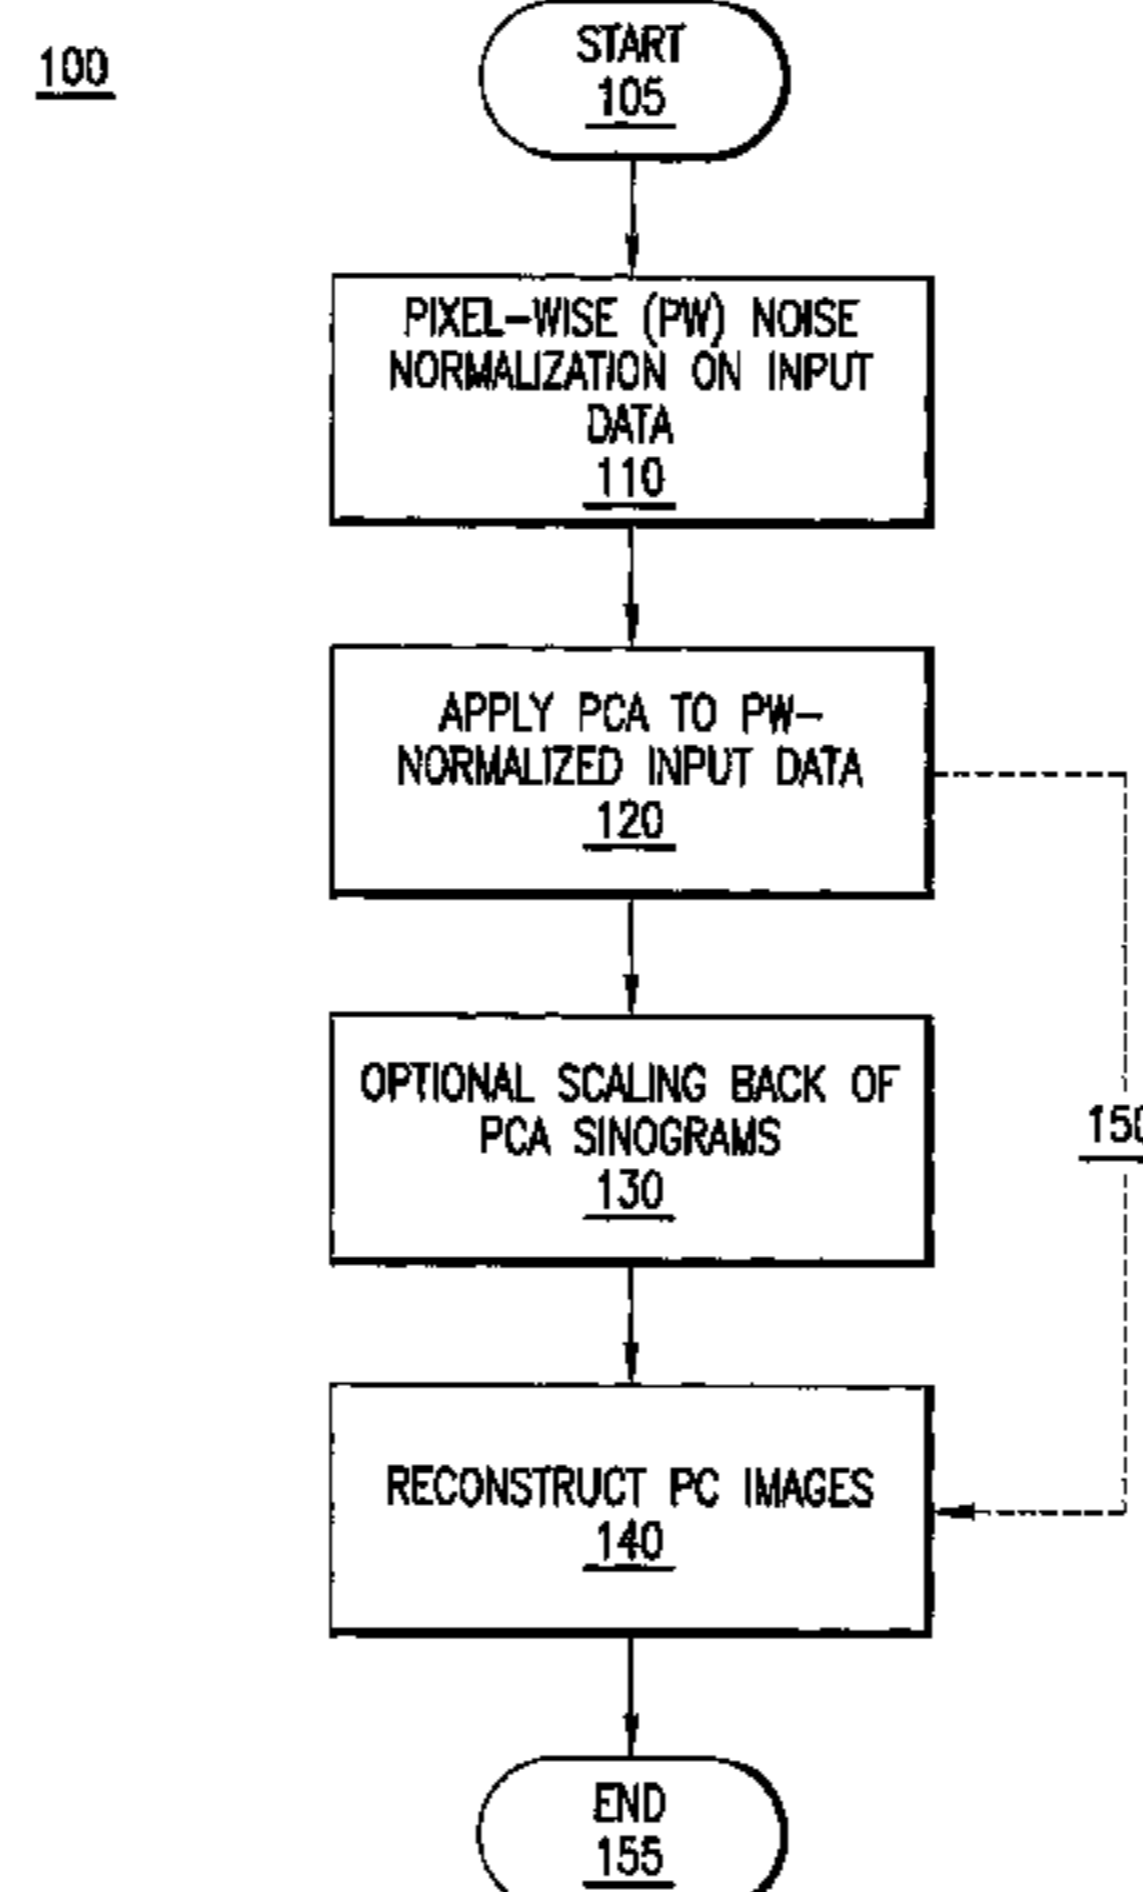 100
START
105
PIXEL-WISE (PW) NOISE
NORMALIZATION ON INPUT
DATA
110
APPLY PCA TO PW-
NORMALIZED INPUT DATA
120
OPTIONAL SCALING BACK OF
PCA SINOGRAMS
130
150
RECONSTRUCT PC IMAGES
140
END
155